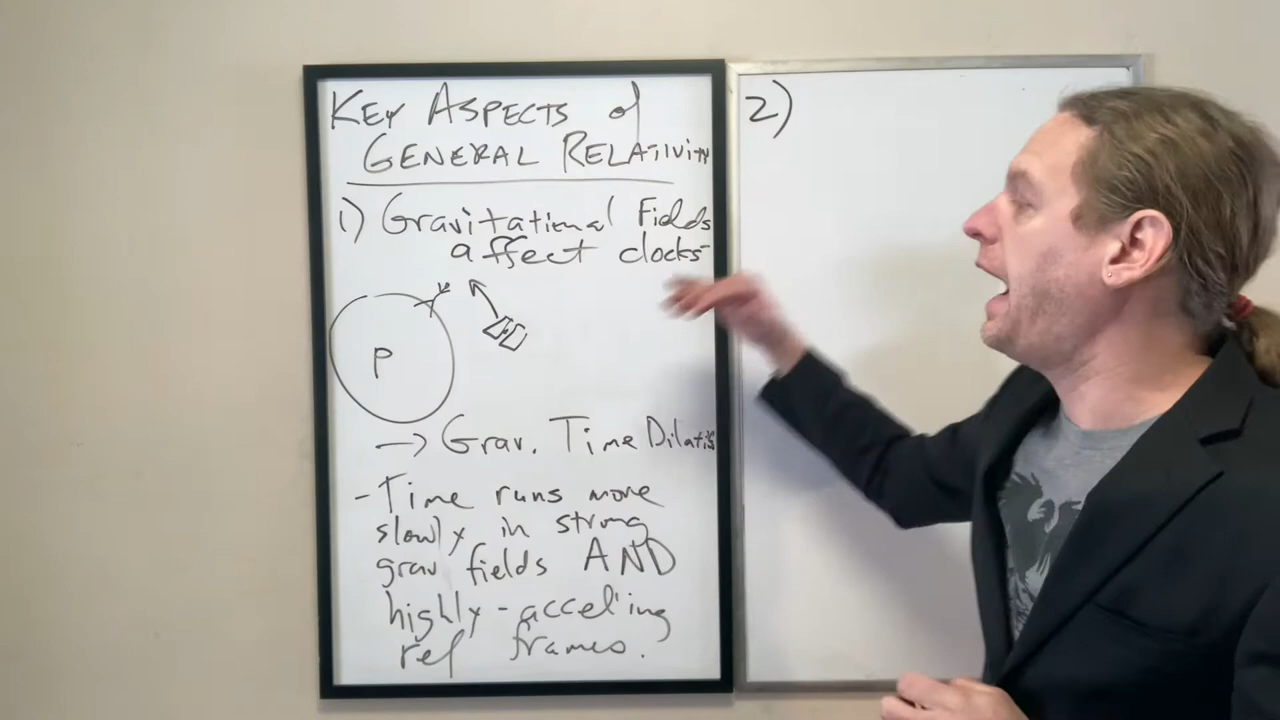 KEY ASPECTS of
GENERAL RELATIVITY
1) Gravitational Fields
affect clocks
P
→ Grav. Time Dilatio
- Time runs more
slowly in strong
grav fields AND
highly-accel'ing
ref frames.
2)